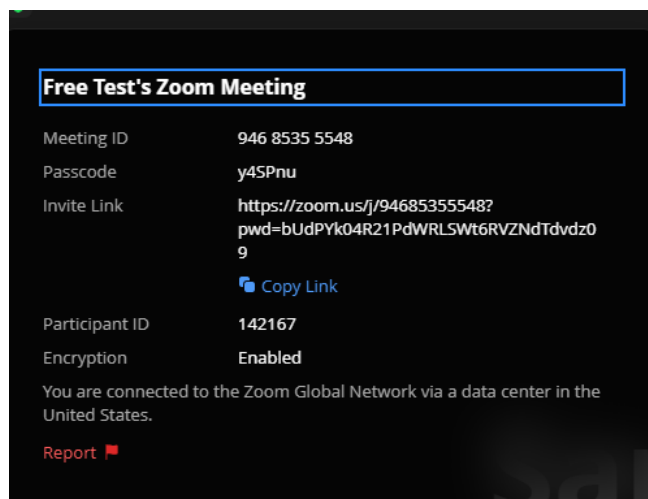 Free Test's Zoom Meeting
Meeting ID 946 8535 5548
Passcode y4SPnu
Invite Link https://zoom.us/j/94685355548?
pwd=bUdPYk04R21PdWRLSWt6RVZNdTdvdz0
9
Copy Link
Participant ID 142167
Encryption Enabled
You are connected to the Zoom Global Network via a data center in the
United States.
Report